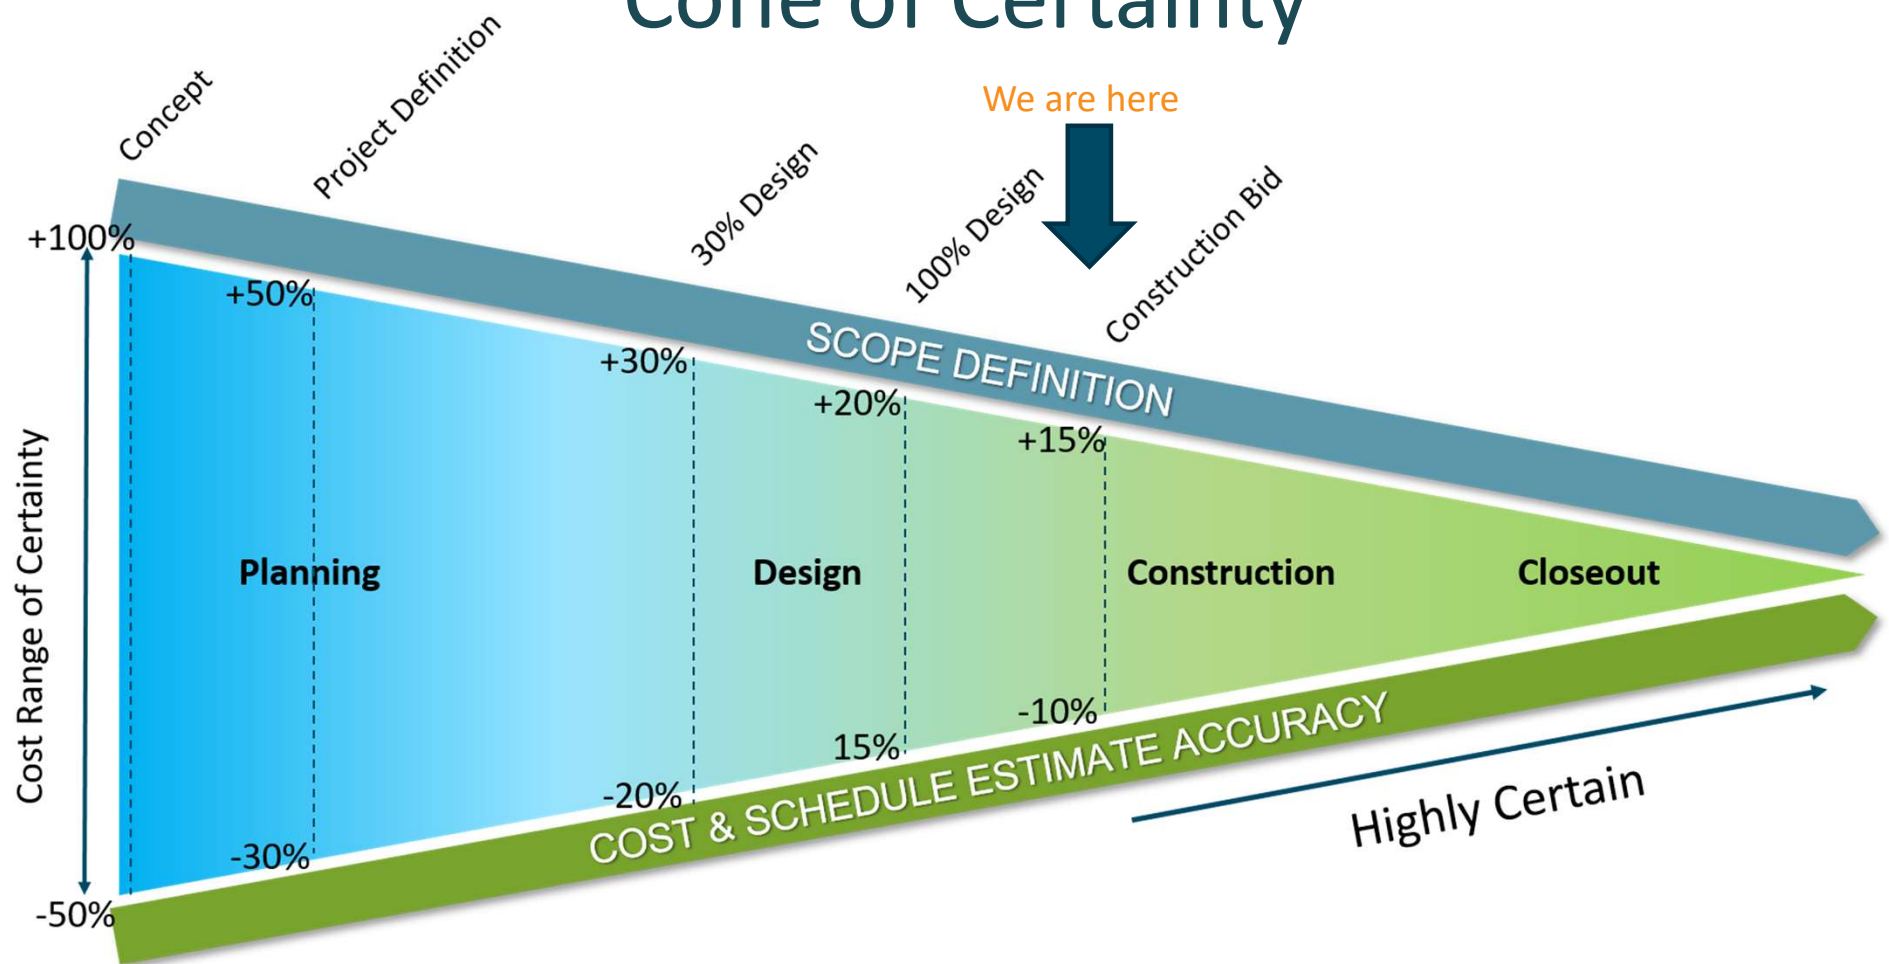 Cone of Certainty
We are here
Concept
Project Definition
30% Design
100% Design
Construction Bid
+100%
+50%
+30%
+20%
+15%
SCOPE DEFINITION
Cost Range of Certainty
Planning
Design
Construction
Closeout
-10%
15%
-20%
-30%
-50%
COST & SCHEDULE ESTIMATE ACCURACY
Highly Certain